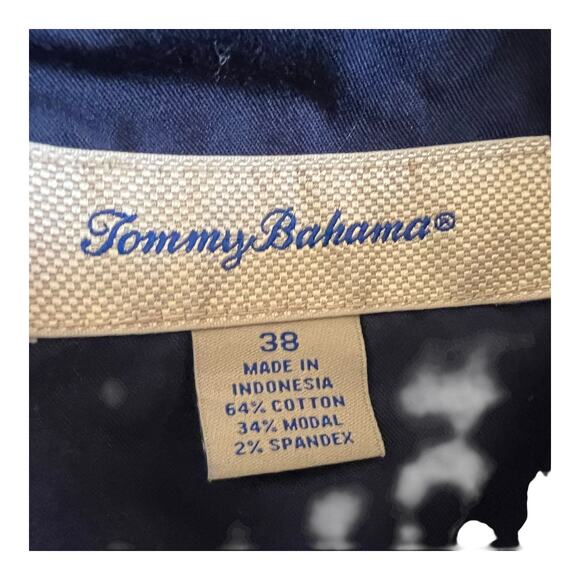 Tommy Bahama®
38
MADE IN
INDONESIA
64% COTTON
34% MODAL
2% SPANDEX